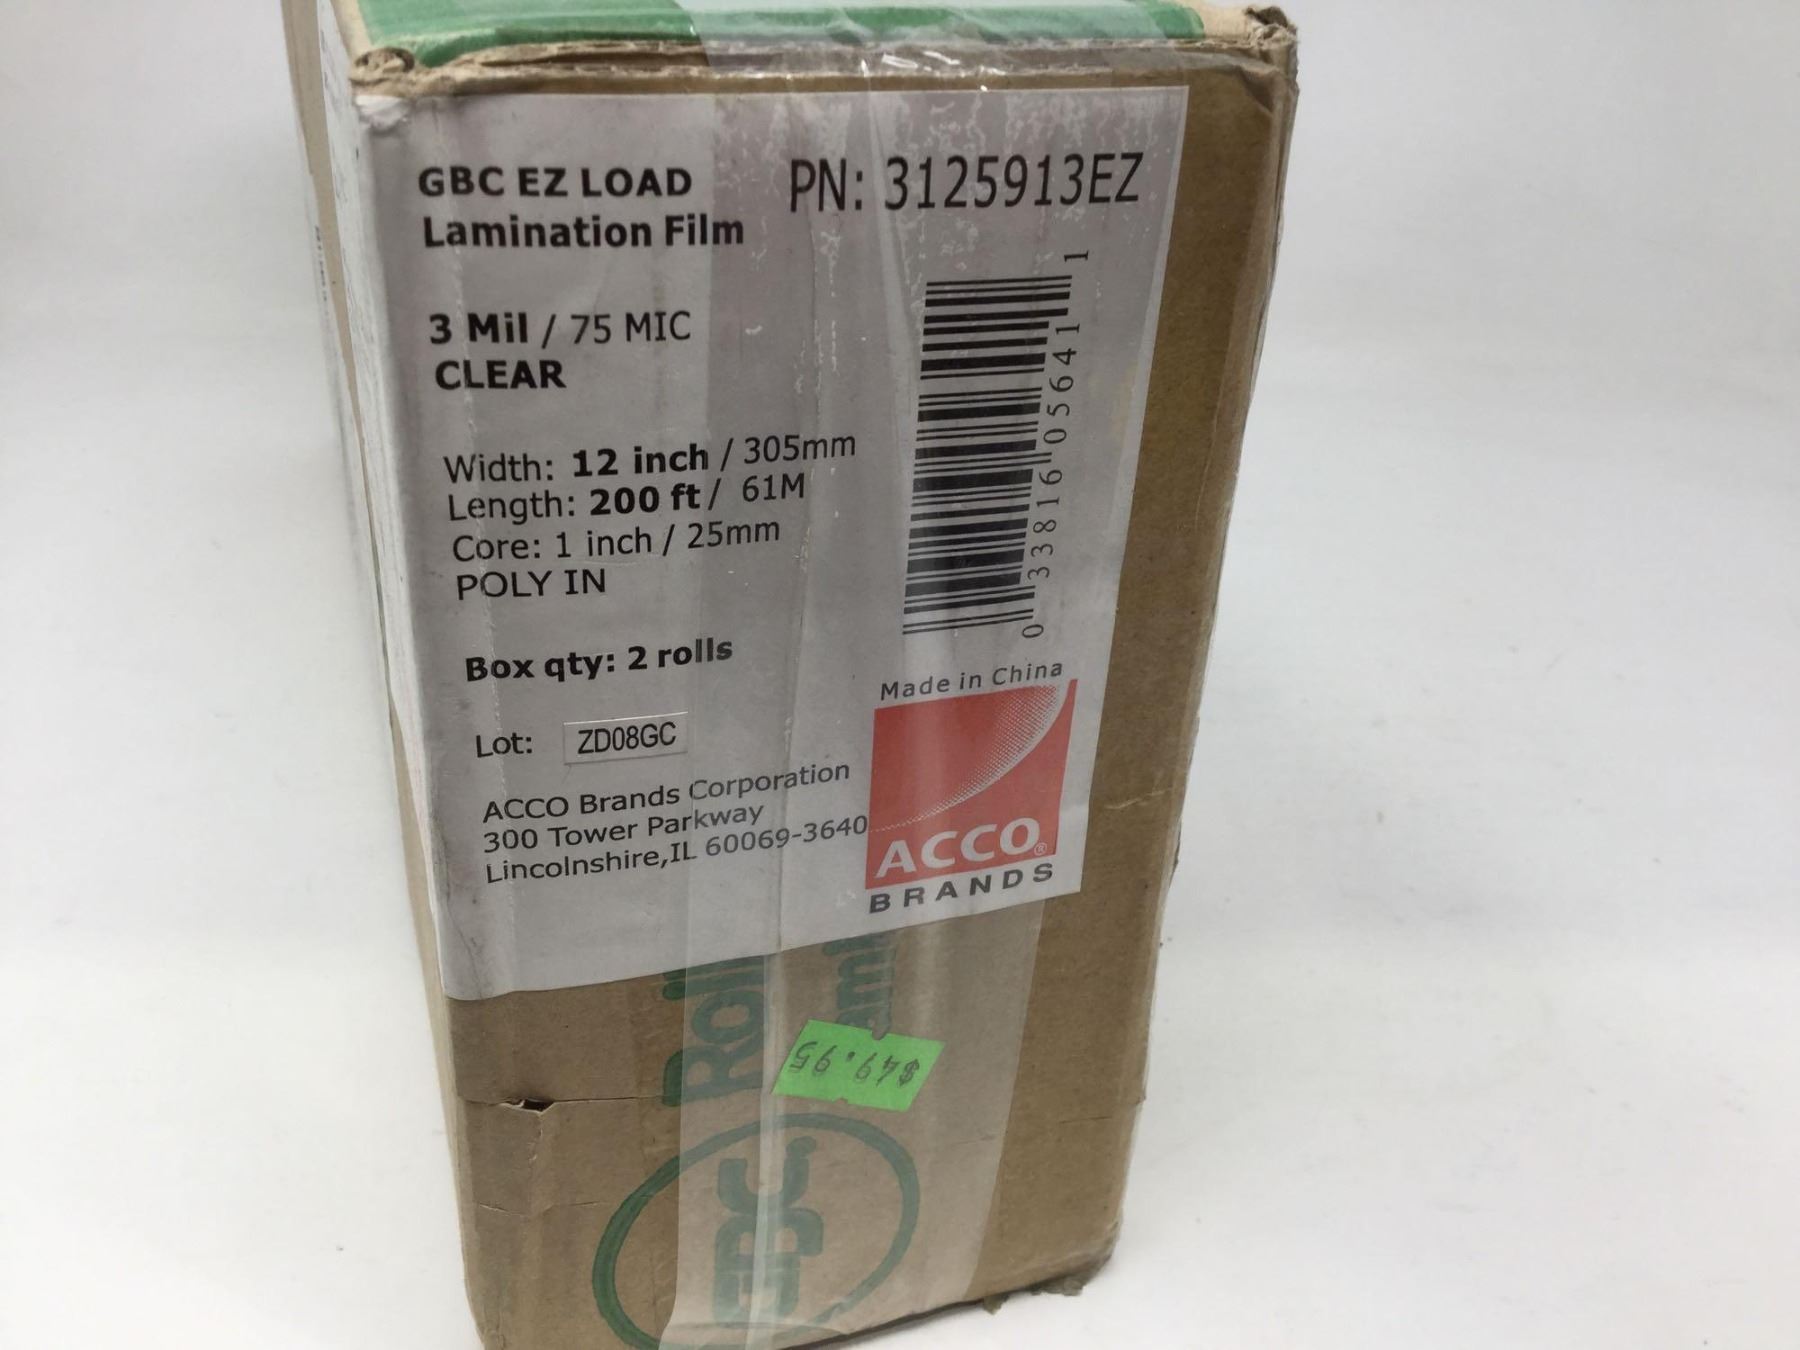 GBC EZ LOAD
Lamination Film
PN: 3125913EZ
3 Mil / 75 MIC
CLEAR
Width: 12 inch / 305mm
Length: 200 ft / 61M
Core: 1 inch / 25mm
POLY IN
Box qty: 2 rolls
Lot: ZD08GC
ACCO Brands Corporation
300 Tower Parkway
Lincolnshire,IL 60069-3640
0 33816 05641 1
Made in China
ACCO®
BRANDS
Roll
ami
$49.95
GBC.